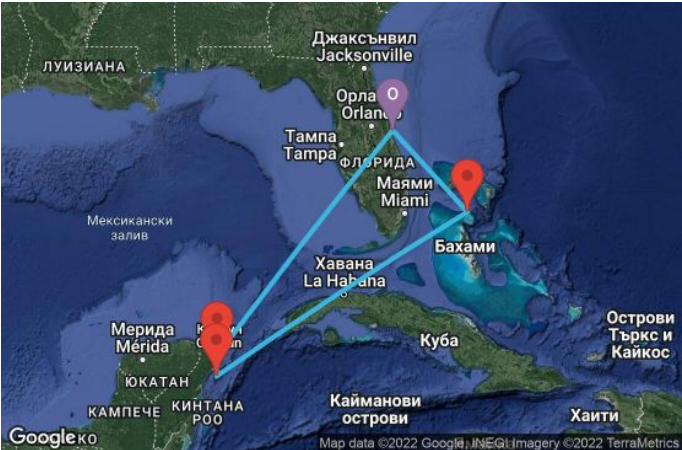 Джаксънвил
Jacksonville
ЛУИЗИАНА
O
Orlando
Тампа
Tampa
ФЛОРИДА
Маями
Miami
Мексикански
залив
Бахами
Хавана
La Habana
Мерида
Mérida
Куба
Острови
Търкс и
Кайкос
ЮКАТАН
КАМПЕЧЕ
КИНТАНА
РОО
Кайманови
острови
Хаити
Google
Map data ©2022 Google, INEGI Imagery ©2022 TerraMetrics